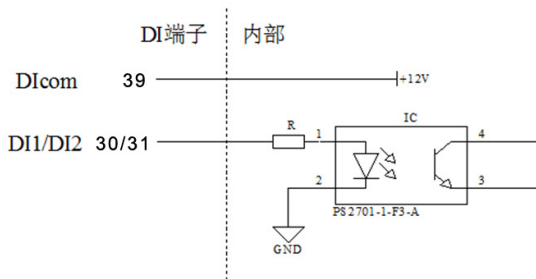 DI端子 内部
DIcom 39 +12V
DI1/DI2 30/31 R 1 IC 4
2 3
PS2701-1-F3-A
GND